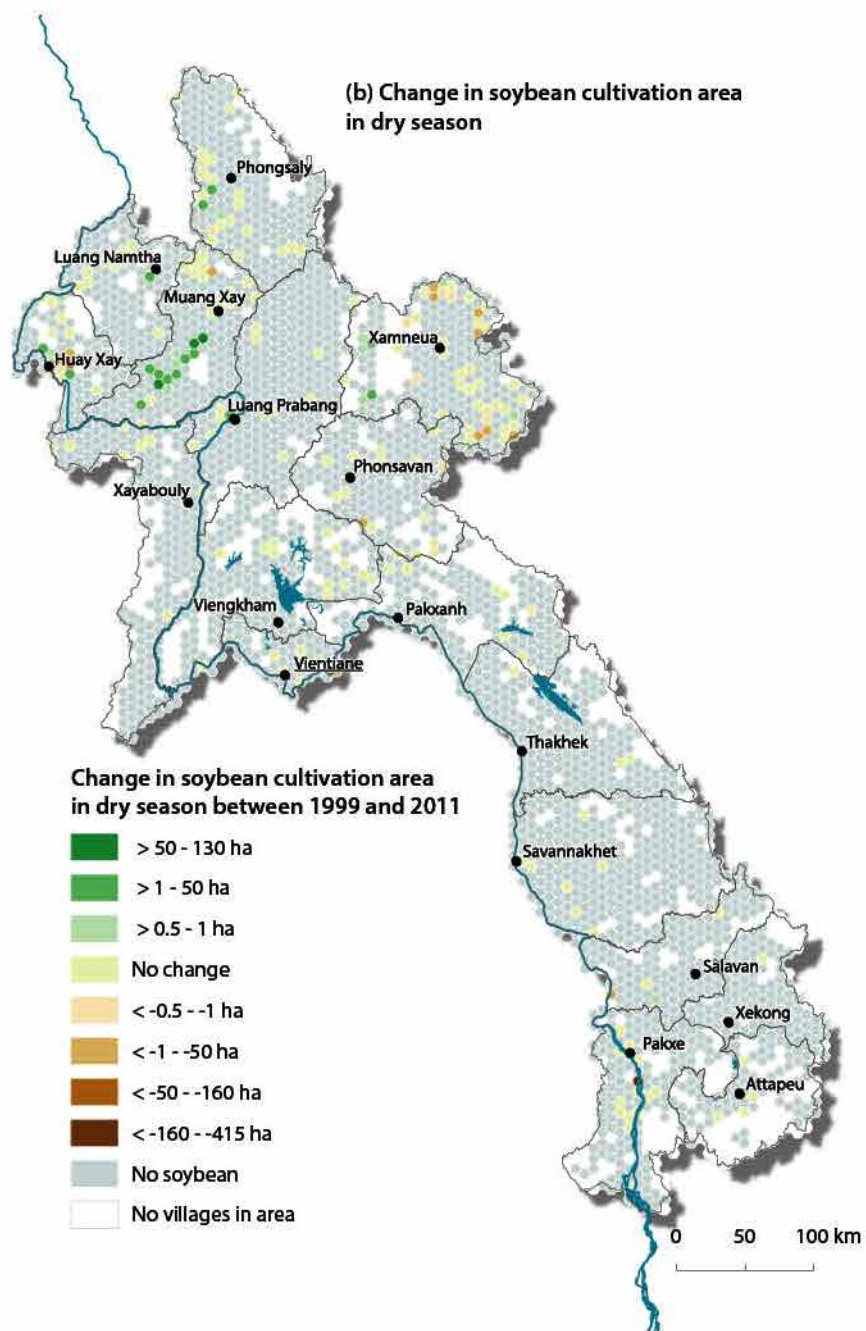 (b) Change in soybean cultivation area
in dry season
Phongsaly
Luang Namtha
Muang Xay
Xamneua
Huay Xay
Luang Prabang
Phonsavan
Xayabouly
Viengkham
Pakxanh
Vientiane
Thakhek
Change in soybean cultivation area
in dry season between 1999 and 2011
> 50 - 130 ha
Savannakhet
> 1 - 50 ha
> 0.5 - 1 ha
No change
Salavan
< -0.5 - -1 ha
Xekong
< -1 - -50 ha
Pakxe
< -50 - -160 ha
Attapeu
< -160 - -415 ha
No soybean
No villages in area
0 50 100 km